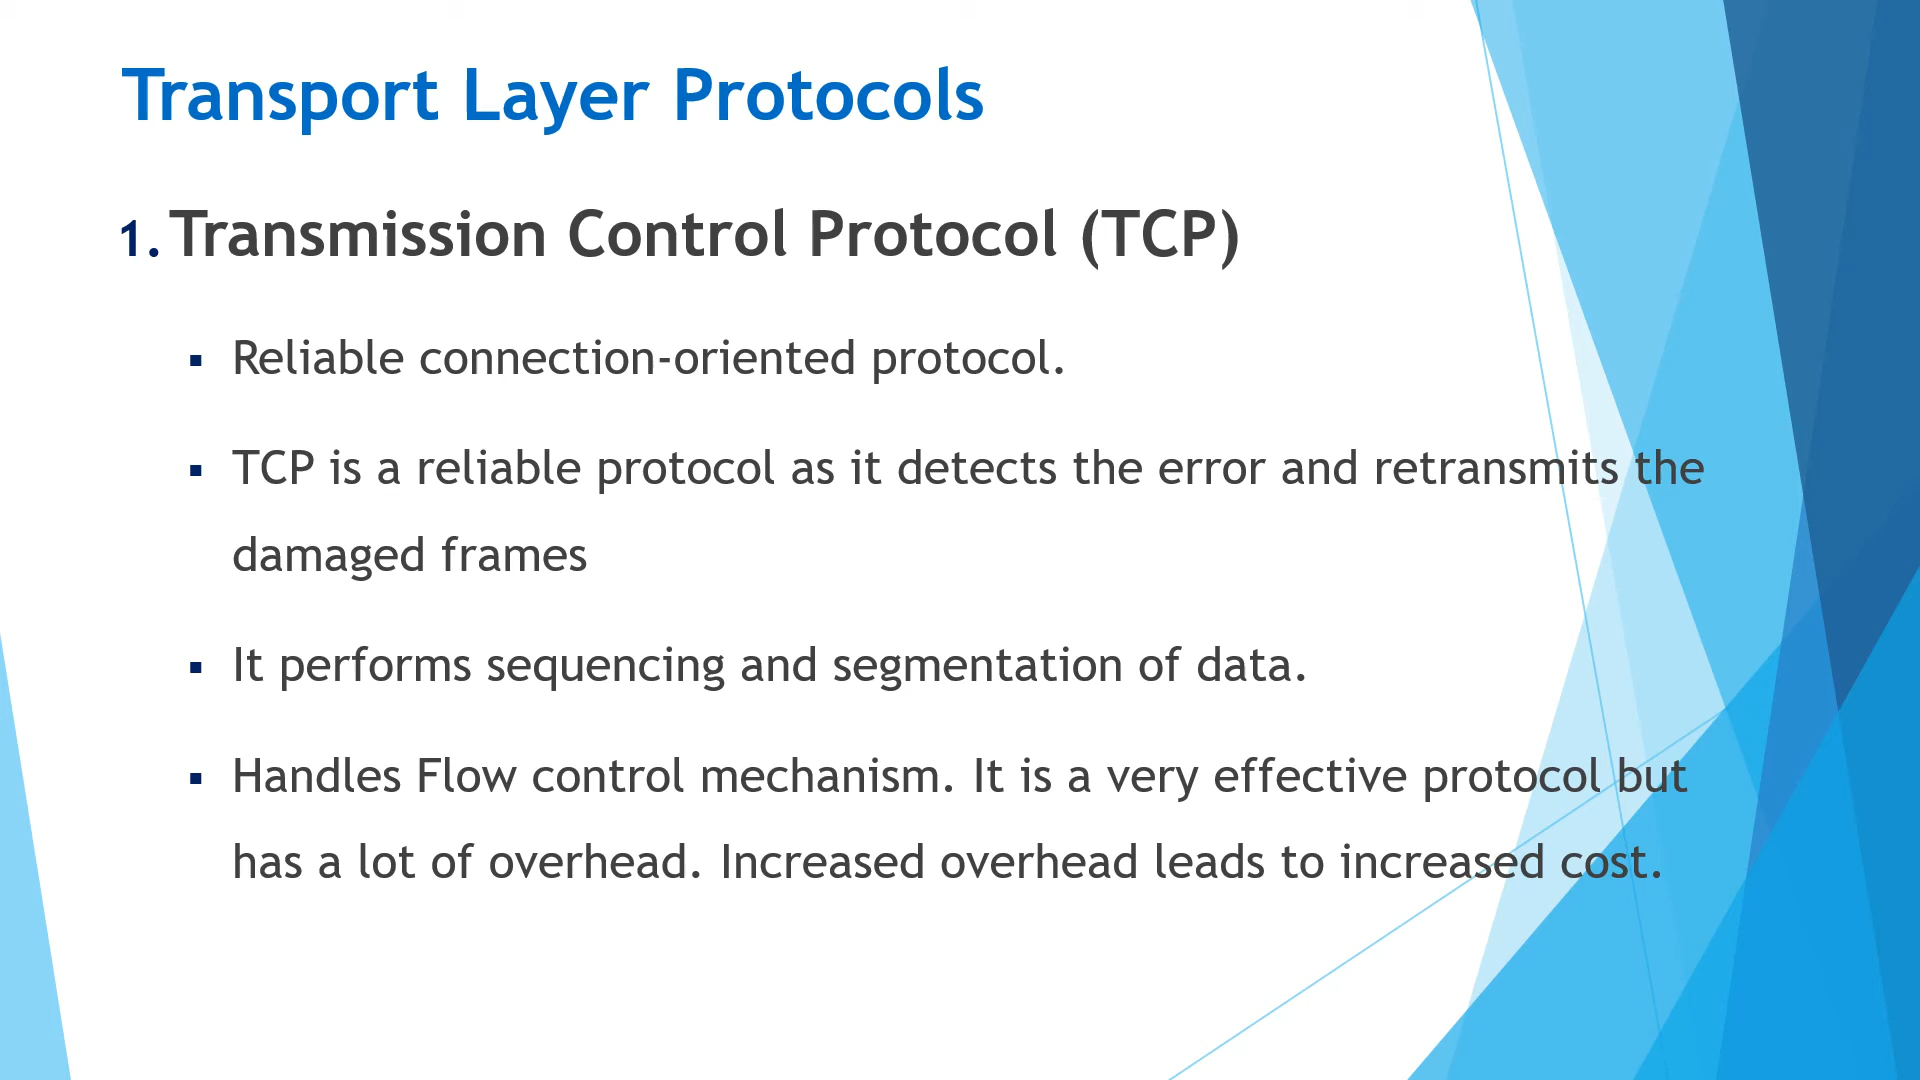 Transport Layer Protocols
1. Transmission Control Protocol (TCP)
▪ Reliable connection-oriented protocol.
▪ TCP is a reliable protocol as it detects the error and retransmits the
damaged frames
▪ It performs sequencing and segmentation of data.
▪ Handles Flow control mechanism. It is a very effective protocol but
has a lot of overhead. Increased overhead leads to increased cost.